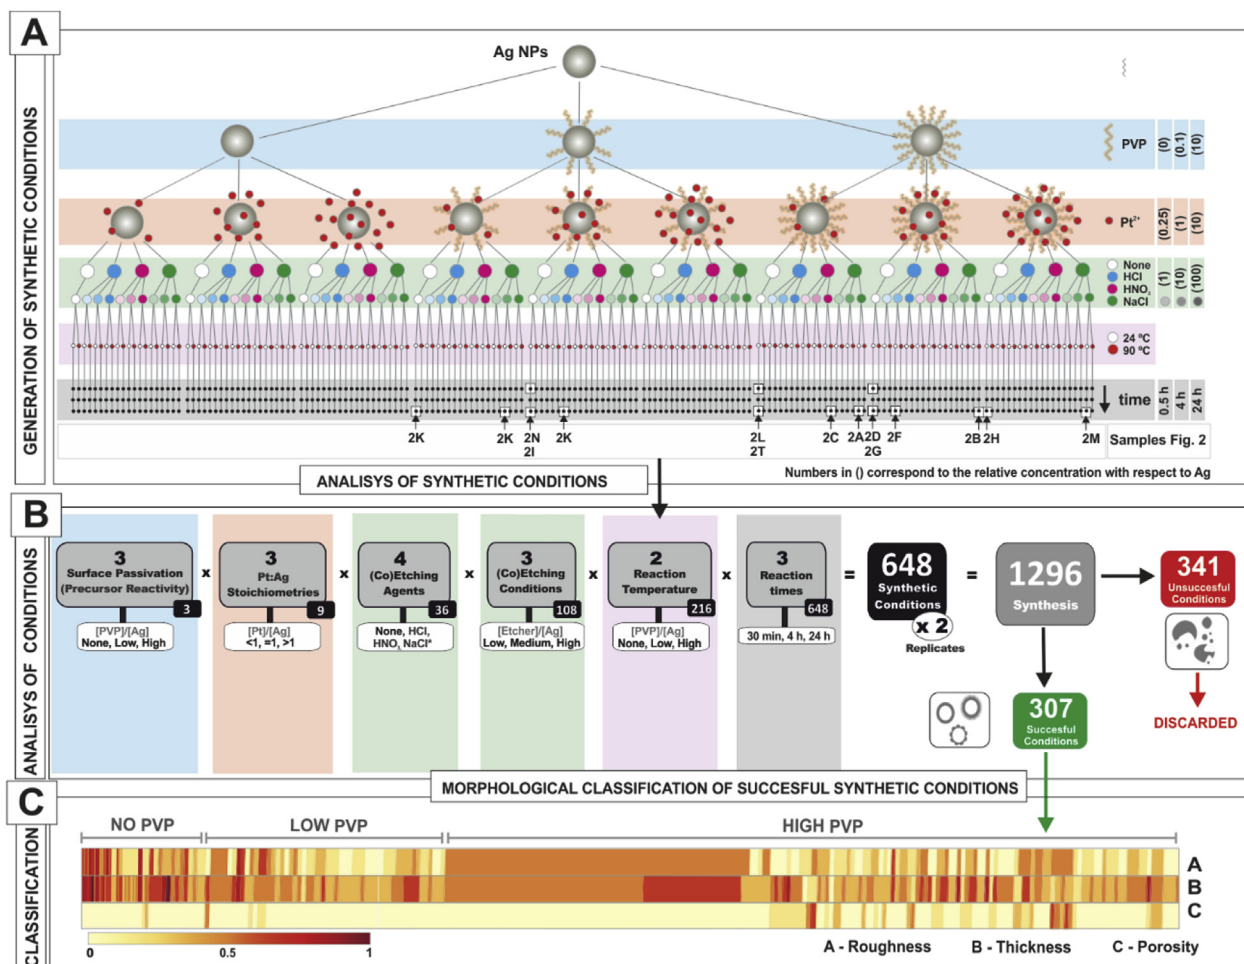 A
GENERATION OF SYNTHETIC CONDITIONS
Ag NPs
PVP
(0)
(0.1)
(10)
Pt²⁺
(0.25)
(1)
(10)
None
HCl
HNO₃
NaCl
(1)
(10)
(100)
24 ºC
90 ºC
time
0.5 h
4 h
24 h
2K
2K
2N
2K
2L
2C
2A
2D
2F
2B
2H
2M
2I
2T
2G
Samples Fig. 2
Numbers in () correspond to the relative concentration with respect to Ag
ANALISYS OF SYNTHETIC CONDITIONS
B
ANALISYS OF CONDITIONS
3
Surface Passivation
(Precursor Reactivity)
3
[PVP]/[Ag]
None, Low, High
x
3
Pt:Ag
Stoichiometries
9
[Pt]/[Ag]
<1, =1, >1
x
4
(Co)Etching
Agents
36
None, HCl,
HNO₃, NaCl*
x
3
(Co)Etching
Conditions
108
[Etcher]/[Ag]
Low, Medium, High
x
2
Reaction
Temperature
216
[PVP]/[Ag]
None, Low, High
x
3
Reaction
times
648
30 min, 4 h, 24 h
=
648
Synthetic
Conditions
x 2
Replicates
=
1296
Synthesis
341
Unsuccesful
Conditions
DISCARDED
307
Succesful
Conditions
MORPHOLOGICAL CLASSIFICATION OF SUCCESFUL SYNTHETIC CONDITIONS
C
CLASSIFICATION
NO PVP
LOW PVP
HIGH PVP
A
B
C
0
0.5
1
A - Roughness
B - Thickness
C - Porosity